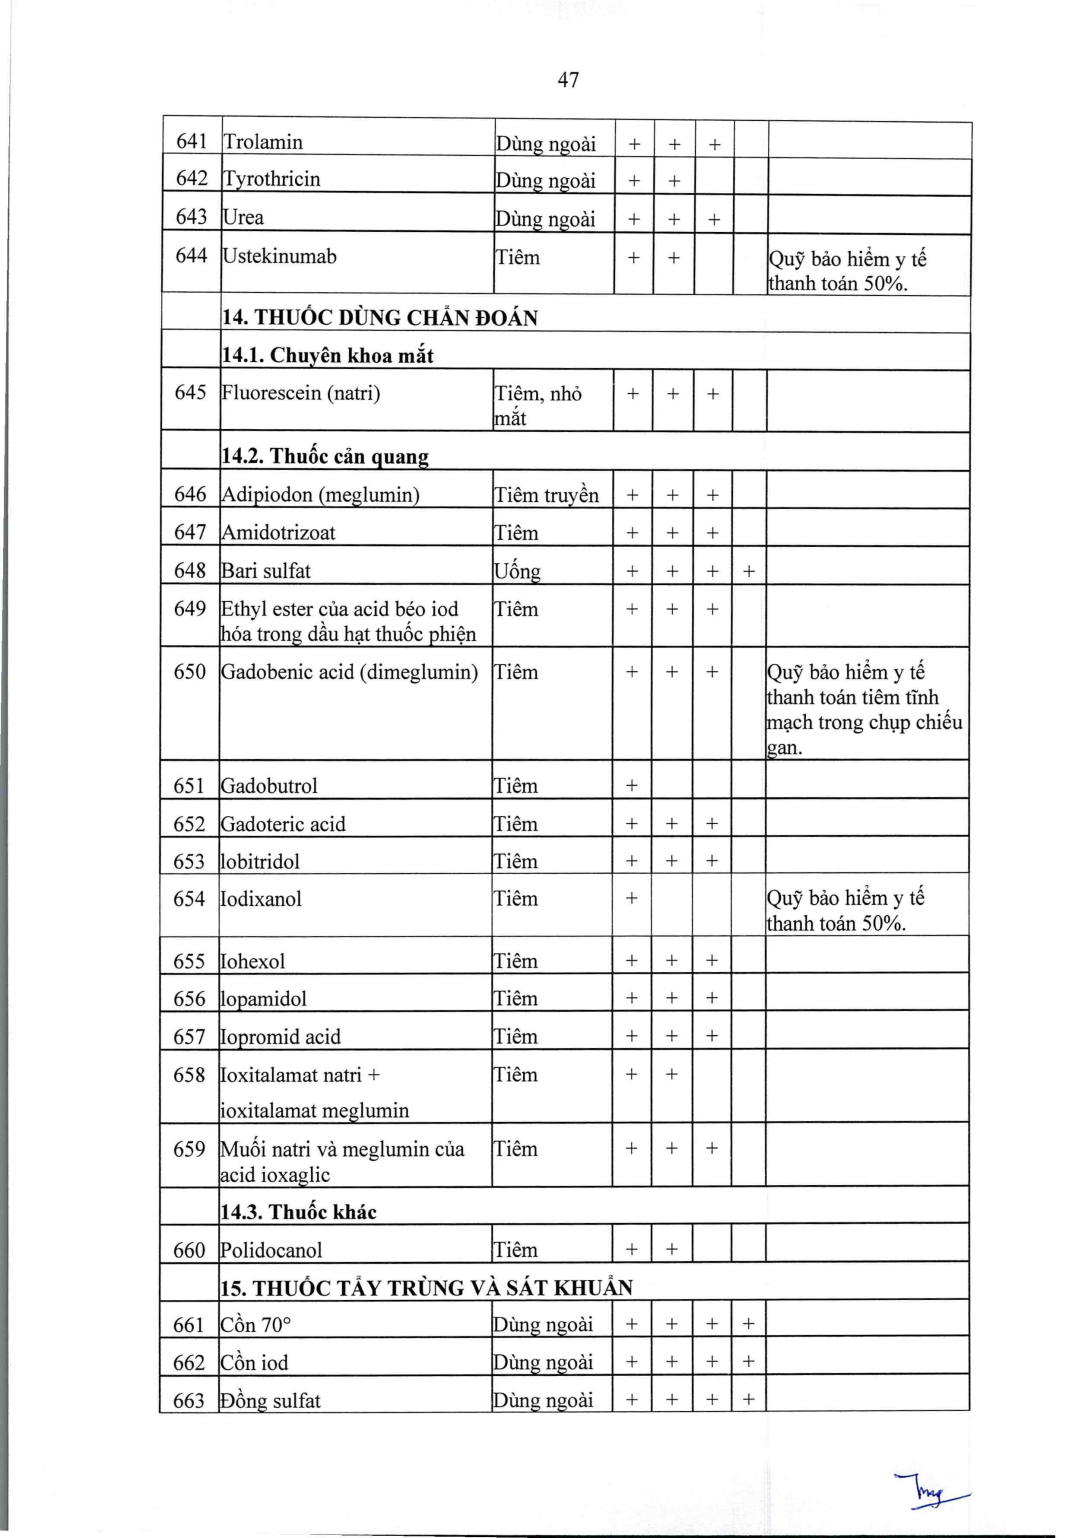 47
641 Trolamin Dùng ngoài + + +
642 Tyrothricin Dùng ngoài + +
643 Urea Dùng ngoài + + +
644 Ustekinumab Tiêm + + Quỹ bảo hiểm y tế
thanh toán 50%.
14. THUỐC DÙNG CHẨN ĐOÁN
14.1. Chuyên khoa mắt
645 Fluorescein (natri) Tiêm, nhỏ + + +
mắt
14.2. Thuốc cản quang
646 Adipiodon (meglumin) Tiêm truyền + + +
647 Amidotrizoat Tiêm + + +
648 Bari sulfat Uống + + + +
649 Ethyl ester của acid béo iod Tiêm + + +
hóa trong dầu hạt thuốc phiện
650 Gadobenic acid (dimeglumin) Tiêm + + + Quỹ bảo hiểm y tế
thanh toán tiêm tĩnh
mạch trong chụp chiếu
gan.
651 Gadobutrol Tiêm +
652 Gadoteric acid Tiêm + + +
653 lobitridol Tiêm + + +
654 Iodixanol Tiêm + Quỹ bảo hiểm y tế
thanh toán 50%.
655 Iohexol Tiêm + + +
656 lopamidol Tiêm + + +
657 Iopromid acid Tiêm + + +
658 Ioxitalamat natri + Tiêm + +
ioxitalamat meglumin
659 Muối natri và meglumin của Tiêm + + +
acid ioxaglic
14.3. Thuốc khác
660 Polidocanol Tiêm + +
15. THUỐC TẨY TRÙNG VÀ SÁT KHUẨN
661 Cồn 70° Dùng ngoài + + + +
662 Cồn iod Dùng ngoài + + + +
663 Đồng sulfat Dùng ngoài + + + +